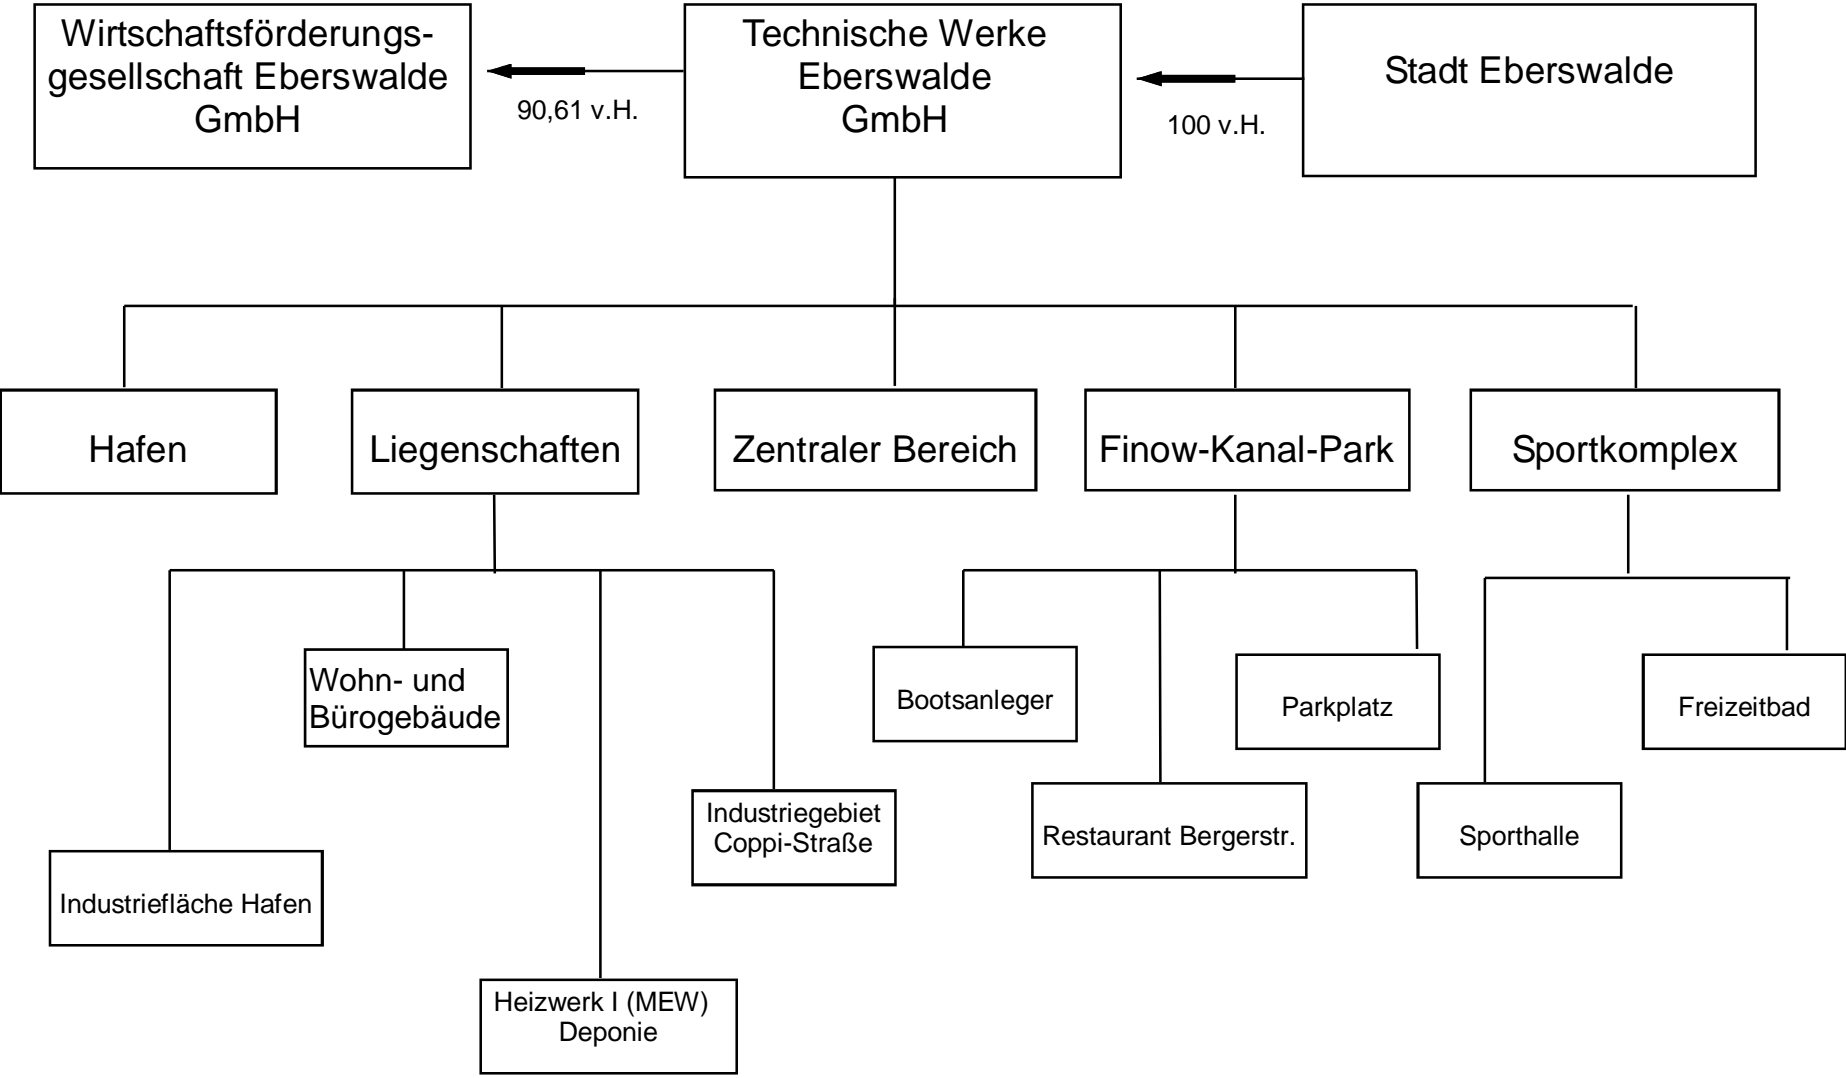 Wirtschaftsförderungs-
gesellschaft Eberswalde
GmbH
90,61 v.H.
Technische Werke
Eberswalde
GmbH
100 v.H.
Stadt Eberswalde
Hafen
Liegenschaften
Zentraler Bereich
Finow-Kanal-Park
Sportkomplex
Wohn- und
Bürogebäude
Bootsanleger
Parkplatz
Freizeitbad
Industriegebiet
Coppi-Straße
Restaurant Bergerstr.
Sporthalle
Industriefläche Hafen
Heizwerk I (MEW)
Deponie